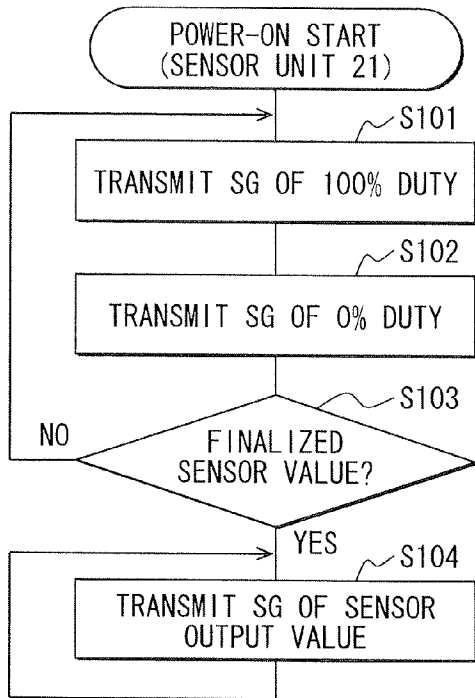 POWER-ON START
(SENSOR UNIT 21)
S101
TRANSMIT SG OF 100% DUTY
S102
TRANSMIT SG OF 0% DUTY
S103
NO
FINALIZED
SENSOR VALUE?
YES
S104
TRANSMIT SG OF SENSOR
OUTPUT VALUE